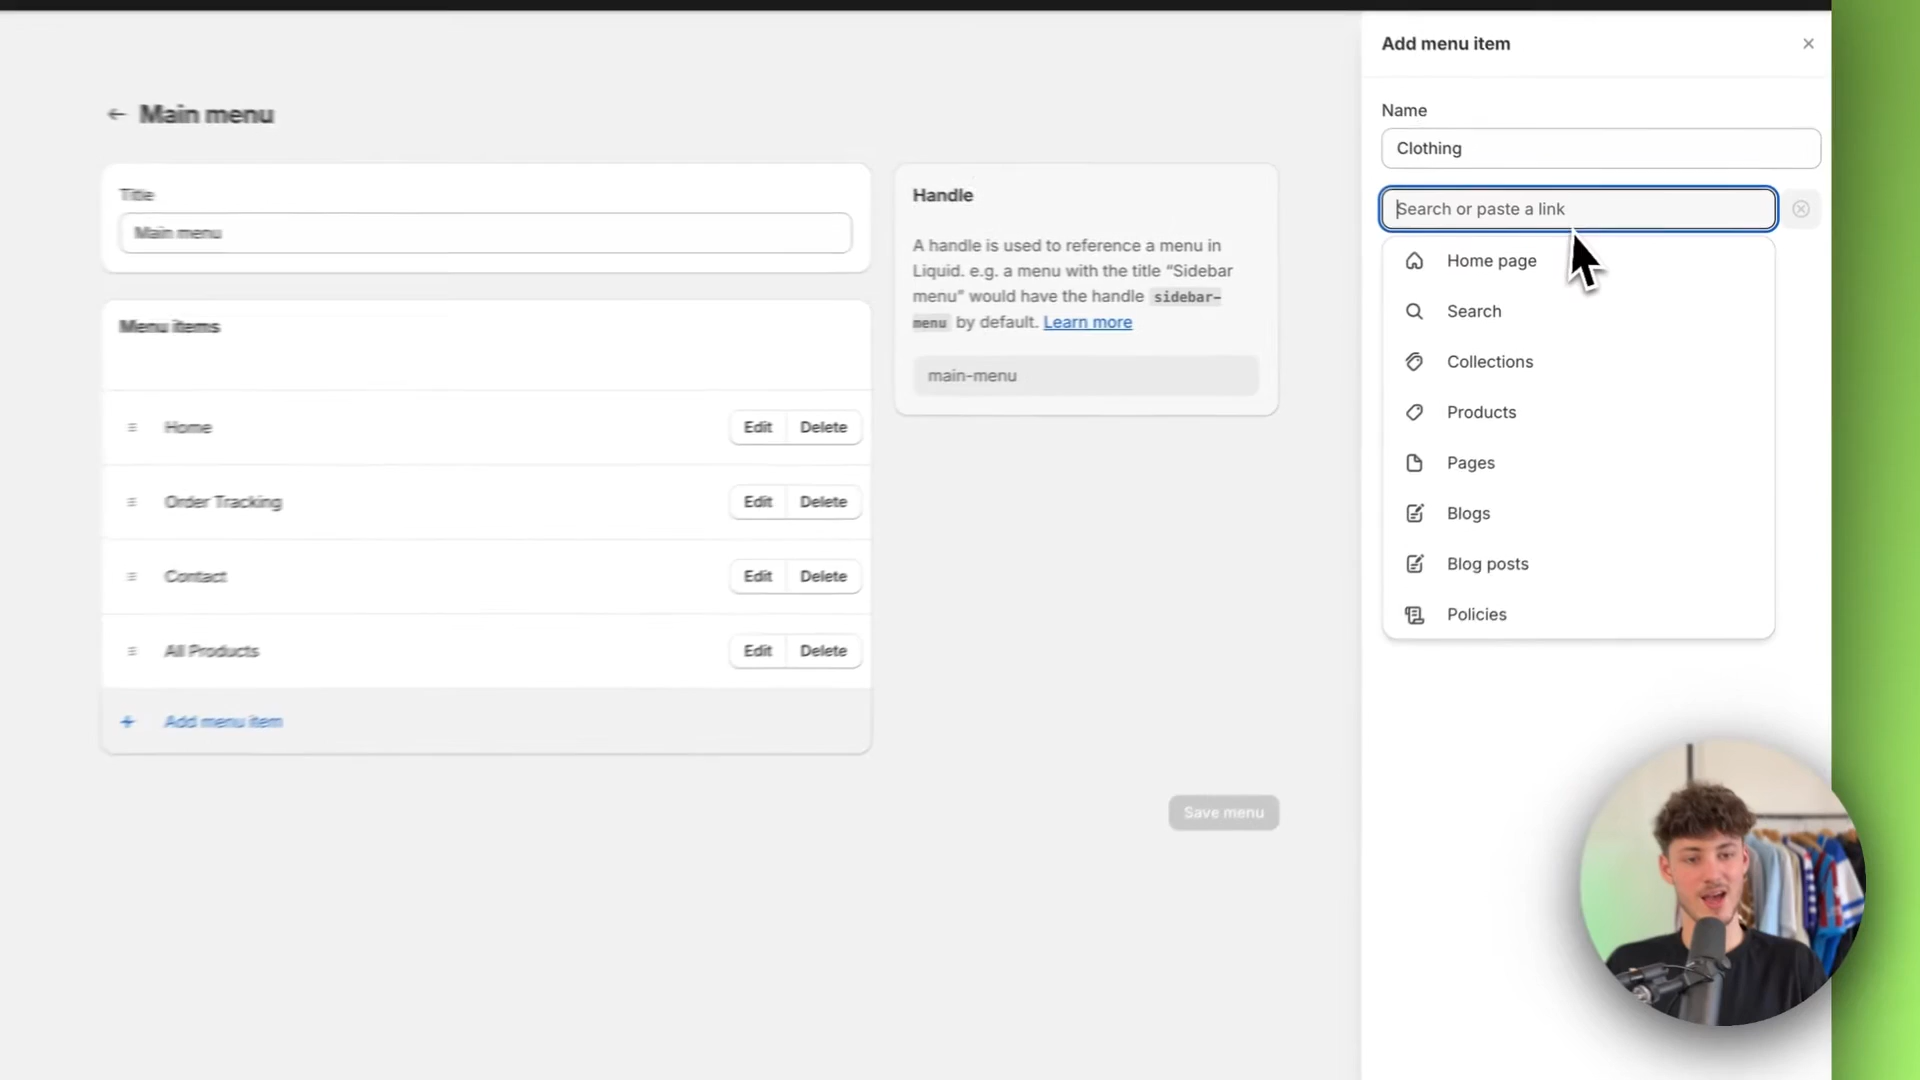 Main menu
Title
Main menu
Menu items
Home
Edit
Delete
Order Tracking
Edit
Delete
Contact
Edit
Delete
All Products
Edit
Delete
Add menu item
Handle
A handle is used to reference a menu in
Liquid. e.g. a menu with the title “Sidebar
menu” would have the handle sidebar-
menu by default. Learn more
main-menu
Save menu
Add menu item
Name
Clothing
Search or paste a link
Home page
Search
Collections
Products
Pages
Blogs
Blog posts
Policies